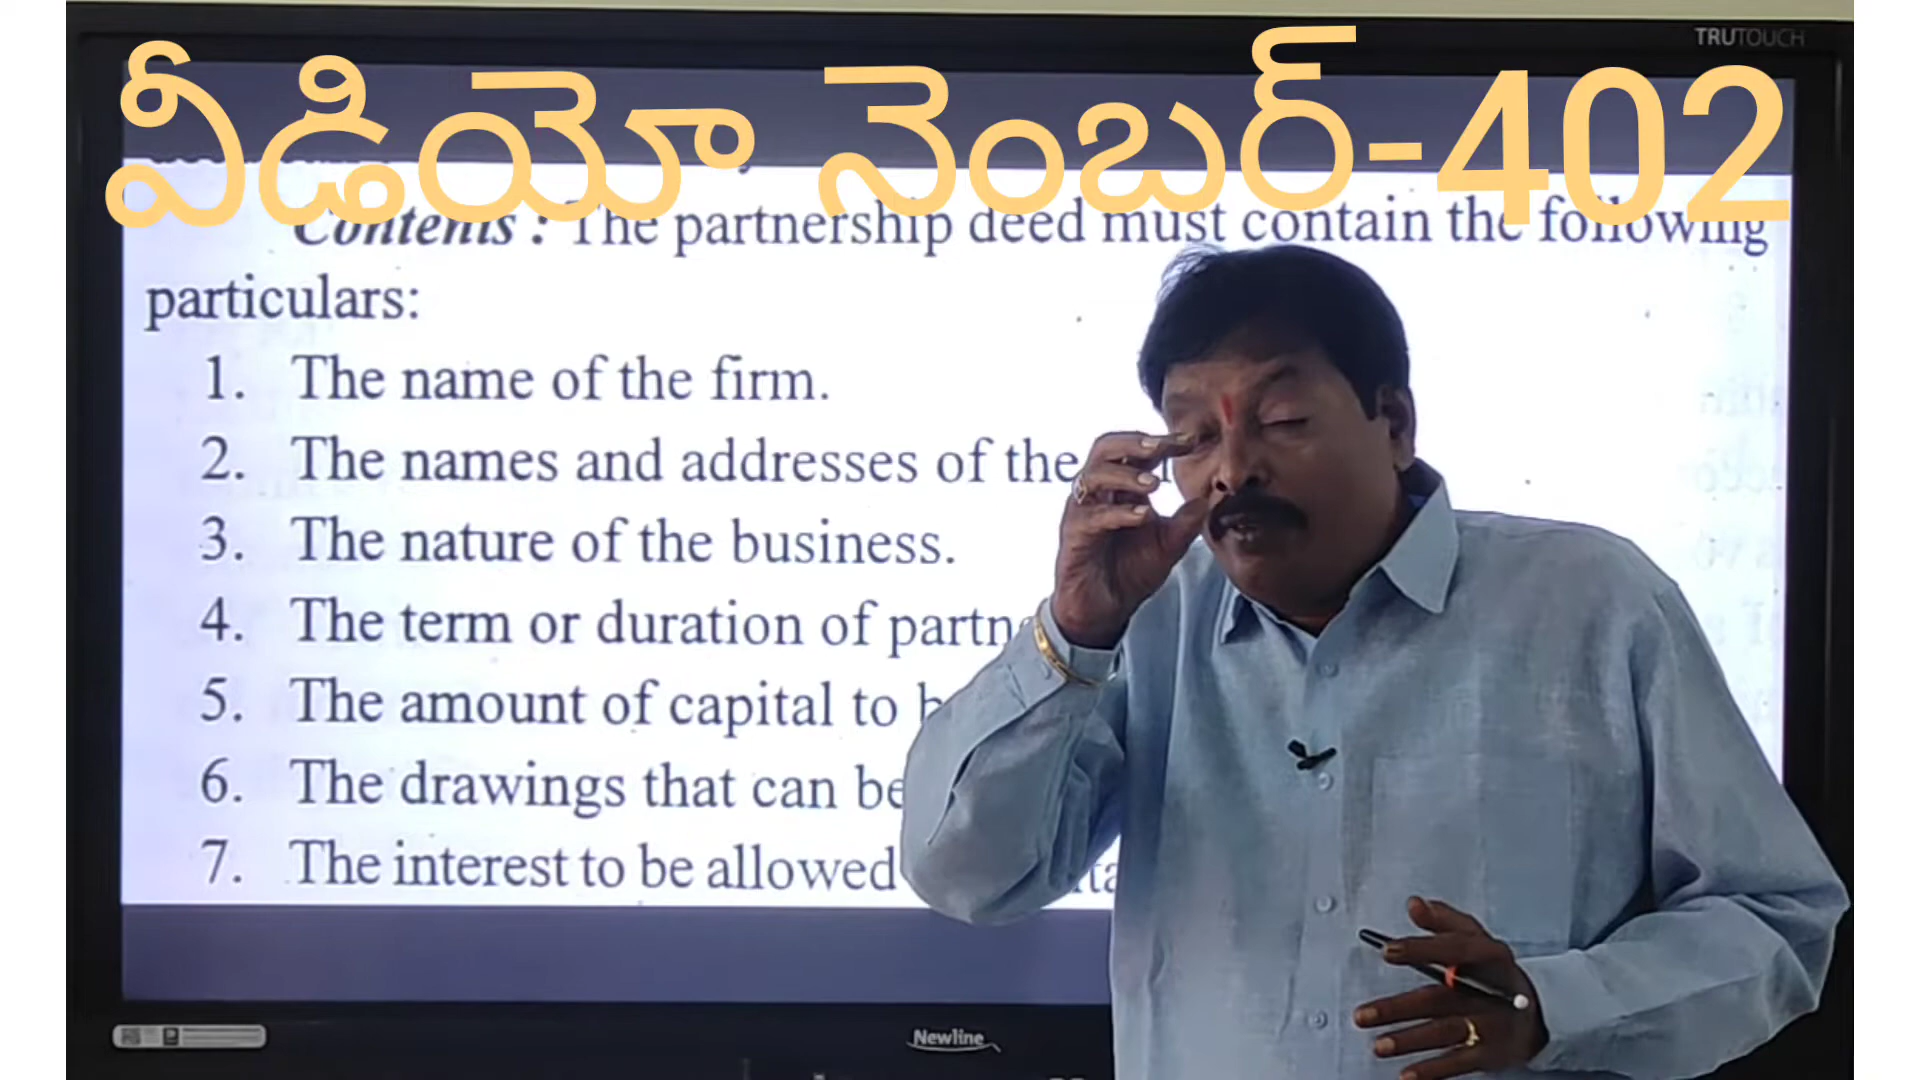 TRUTOUCH
వీడియో నెంబర్-402
Contents : The partnership deed must contain the following
particulars:
1. The name of the firm.
2. The names and addresses of the
3. The nature of the business.
4. The term or duration of
5. The amount of capital to
6. The drawings that can be
7. The interest to be allowed
Newline